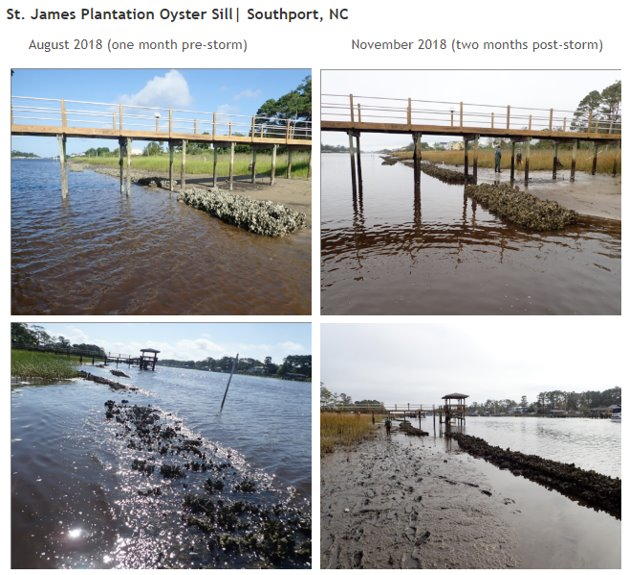 St. James Plantation Oyster Sill| Southport, NC
August 2018 (one month pre-storm)
November 2018 (two months post-storm)